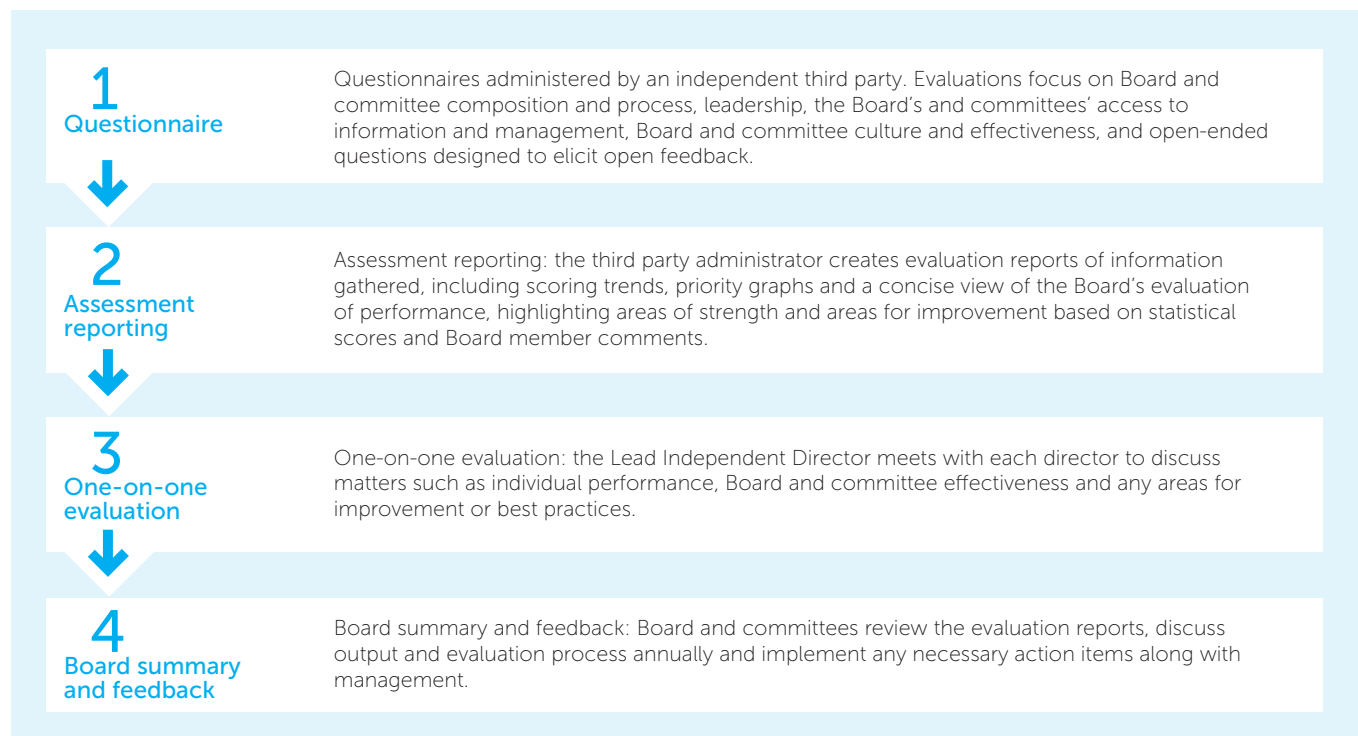 1
Questionnaire
Questionnaires administered by an independent third party. Evaluations focus on Board and
committee composition and process, leadership, the Board’s and committees’ access to
information and management, Board and committee culture and effectiveness, and open-ended
questions designed to elicit open feedback.
2
Assessment
reporting
Assessment reporting: the third party administrator creates evaluation reports of information
gathered, including scoring trends, priority graphs and a concise view of the Board’s evaluation
of performance, highlighting areas of strength and areas for improvement based on statistical
scores and Board member comments.
3
One-on-one
evaluation
One-on-one evaluation: the Lead Independent Director meets with each director to discuss
matters such as individual performance, Board and committee effectiveness and any areas for
improvement or best practices.
4
Board summary
and feedback
Board summary and feedback: Board and committees review the evaluation reports, discuss
output and evaluation process annually and implement any necessary action items along with
management.